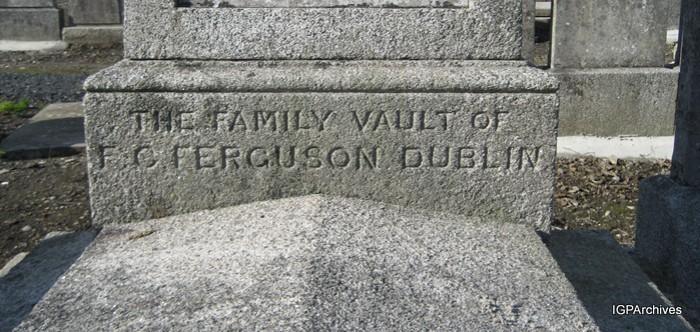 THE FAMILY VAULT OF
F. G. FERGUSON DUBLIN
IGPArchives